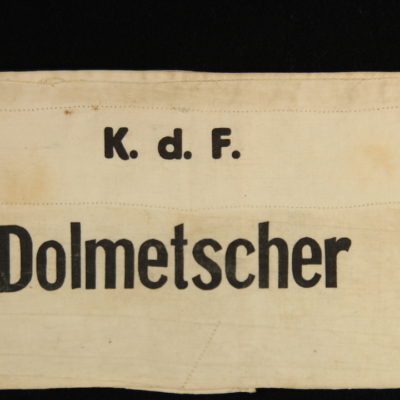 K. d. F.
Dolmetscher